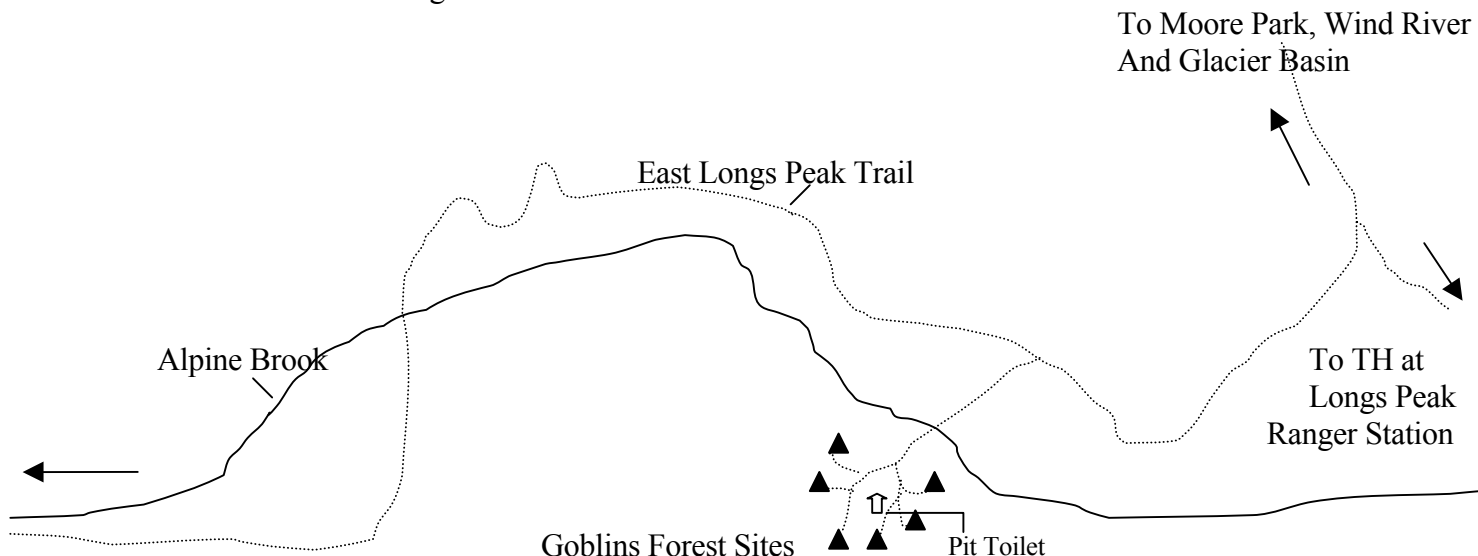 To Moore Park, Wind River
And Glacier Basin
East Longs Peak Trail
Alpine Brook
To TH at
Longs Peak
Ranger Station
Goblins Forest Sites
Pit Toilet